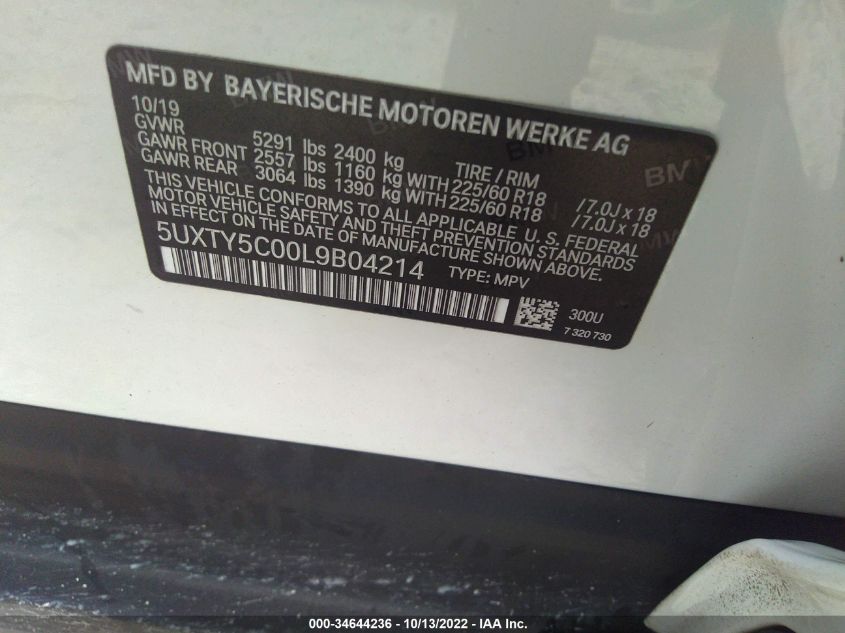 MFD BY BAYERISCHE MOTOREN WERKE AG
10/19
GVWR 5291 lbs 2400 kg TIRE / RIM
GAWR FRONT 2557 lbs 1160 kg WITH 225/60 R18 /7.0J x 18
GAWR REAR 3064 lbs 1390 kg WITH 225/60 R18 /7.0J x 18
THIS VEHICLE CONFORMS TO ALL APPLICABLE U. S. FEDERAL
MOTOR VEHICLE SAFETY AND THEFT PREVENTION STANDARDS
IN EFFECT ON THE DATE OF MANUFACTURE SHOWN ABOVE.
5UXTY5C00L9B04214 TYPE: MPV
300U
7 320 730
BMW
BMW
000-34644236 - 10/13/2022 - IAA Inc.